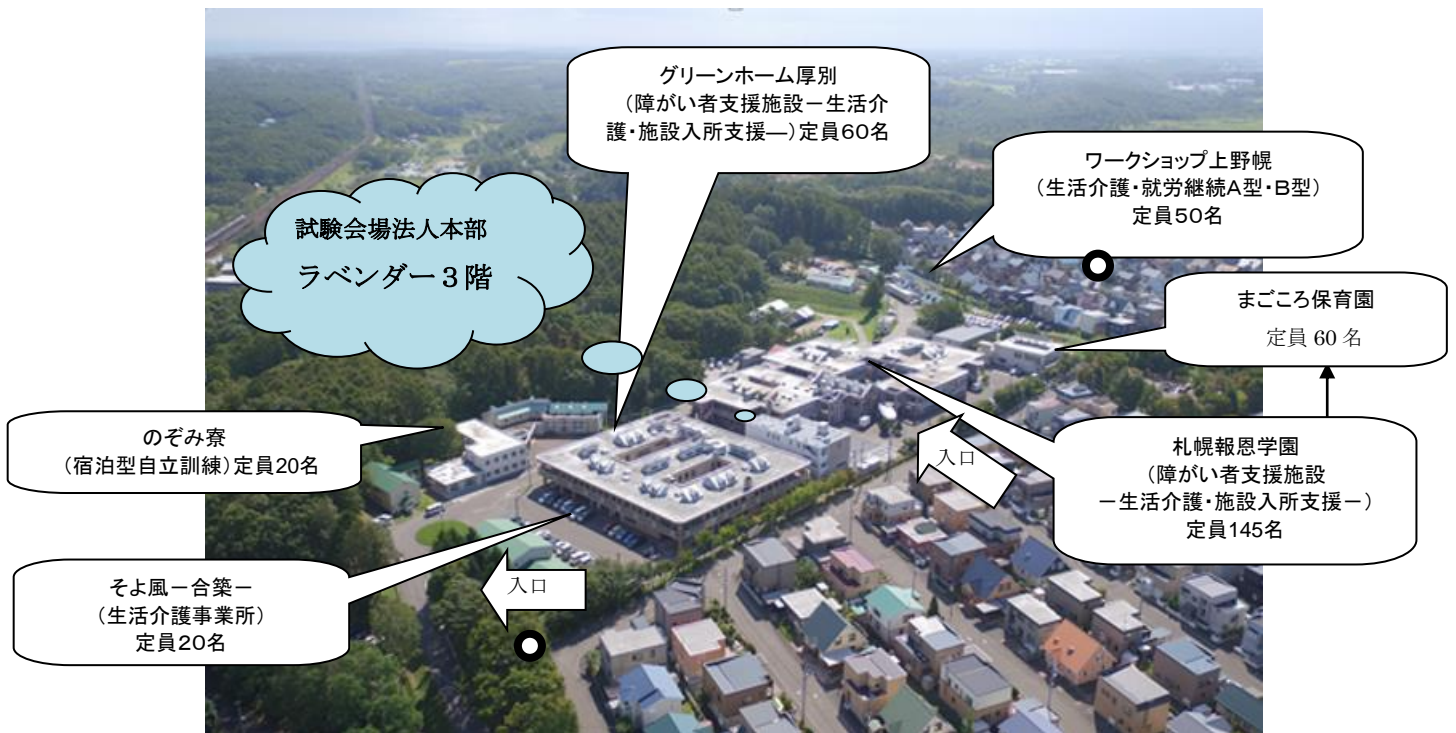 グリーンホーム厚別
(障がい者支援施設－生活介
護・施設入所支援―)定員60名
ワークショップ上野幌
(生活介護・就労継続A型・B型)
定員50名
試験会場法人本部
ラベンダー３階
まごころ保育園
定員 60 名
のぞみ寮
(宿泊型自立訓練)定員20名
入口
札幌報恩学園
(障がい者支援施設
－生活介護・施設入所支援－)
定員145名
そよ風－合築－
(生活介護事業所)
定員20名
入口